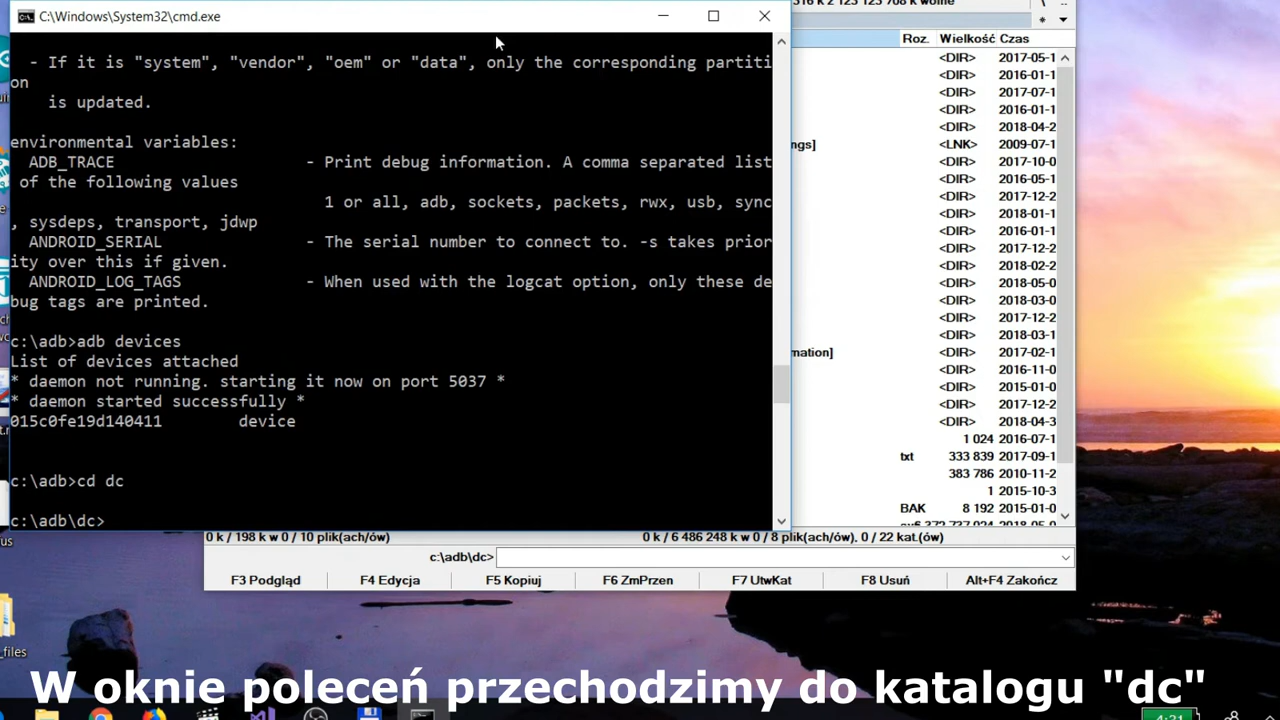 C:\Windows\System32\cmd.exe
- If it is "system", "vendor", "oem" or "data", only the corresponding partiti
on
is updated.
environmental variables:
ADB_TRACE - Print debug information. A comma separated list
of the following values
1 or all, adb, sockets, packets, rwx, usb, sync
, sysdeps, transport, jdwp
ANDROID_SERIAL - The serial number to connect to. -s takes prior
ity over this if given.
ANDROID_LOG_TAGS - When used with the logcat option, only these de
bug tags are printed.
c:\adb>adb devices
List of devices attached
* daemon not running. starting it now on port 5037 *
* daemon started successfully *
015c0fe19d140411 device
c:\adb>cd dc
c:\adb\dc>
316 k z 123 123 708 k wolne
Roz. Wielkość Czas
<DIR> 2017-05-1
<DIR> 2016-01-1
<DIR> 2017-07-1
<DIR> 2016-01-1
<DIR> 2018-04-2
ngs] <LNK> 2009-07-1
<DIR> 2017-10-0
<DIR> 2016-05-1
<DIR> 2017-12-2
<DIR> 2018-01-1
<DIR> 2016-01-1
<DIR> 2017-12-2
<DIR> 2018-02-2
<DIR> 2018-05-0
<DIR> 2018-03-0
<DIR> 2017-12-2
<DIR> 2018-03-1
mation] <DIR> 2017-02-1
<DIR> 2016-11-0
<DIR> 2015-01-0
<DIR> 2017-12-2
<DIR> 2018-04-3
1 024 2016-07-1
txt 333 839 2017-09-1
383 786 2010-11-2
1 2015-10-3
BAK 8 192 2015-01-0
0 k / 198 k w 0 / 10 plik(ach/ów) 0 k / 6 486 248 k w 0 / 8 plik(ach/ów), 0 / 22 kat.(ów)
c:\adb\dc>
F3 Podgląd F4 Edycja F5 Kopiuj F6 ZmPrzen F7 UtwKat F8 Usuń Alt+F4 Zakończ
_files
W oknie poleceń przechodzimy do katalogu "dc"